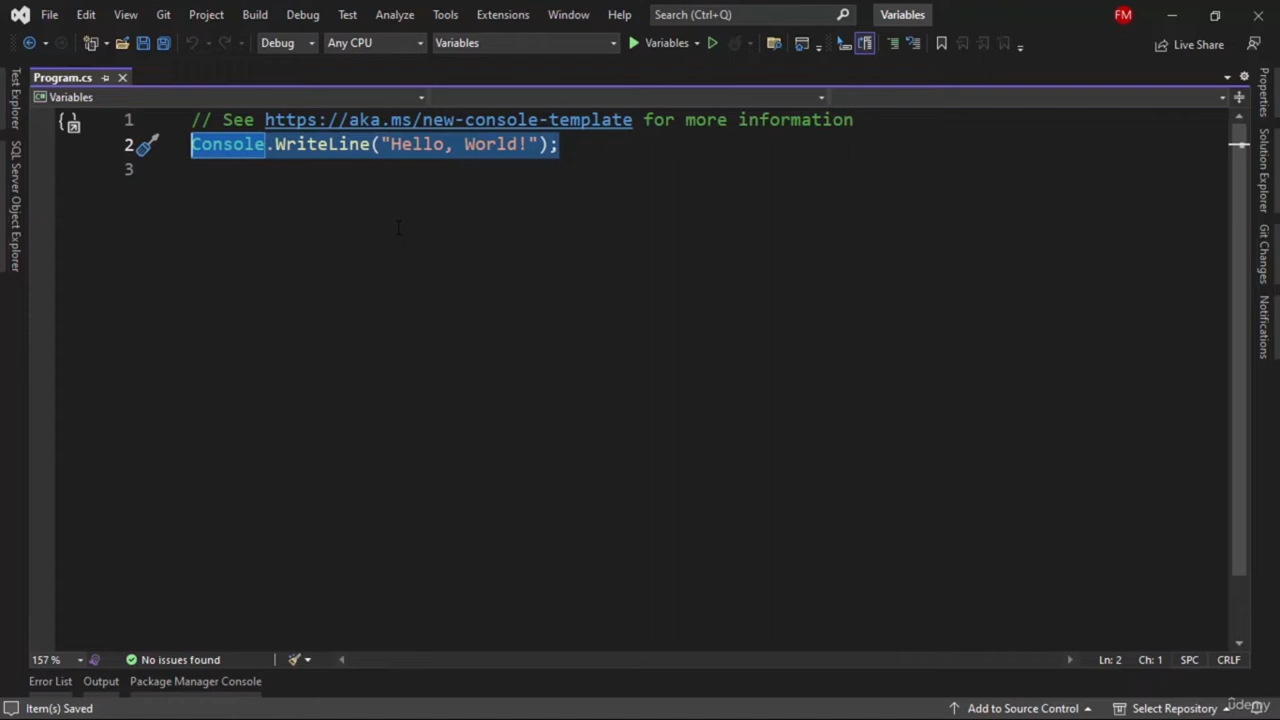 File Edit View Git Project Build Debug Test Analyze Tools Extensions Window Help Search (Ctrl+Q) Variables FM
Debug Any CPU Variables Variables Live Share
Program.cs
Variables
1 // See https://aka.ms/new-console-template for more information
2 Console.WriteLine("Hello, World!");
3
Test Explorer
SQL Server Object Explorer
Properties
Solution Explorer
Git Changes
Notifications
157 % No issues found Ln: 2 Ch: 1 SPC CRLF
Error List Output Package Manager Console
Item(s) Saved Add to Source Control Select Repository
udemy